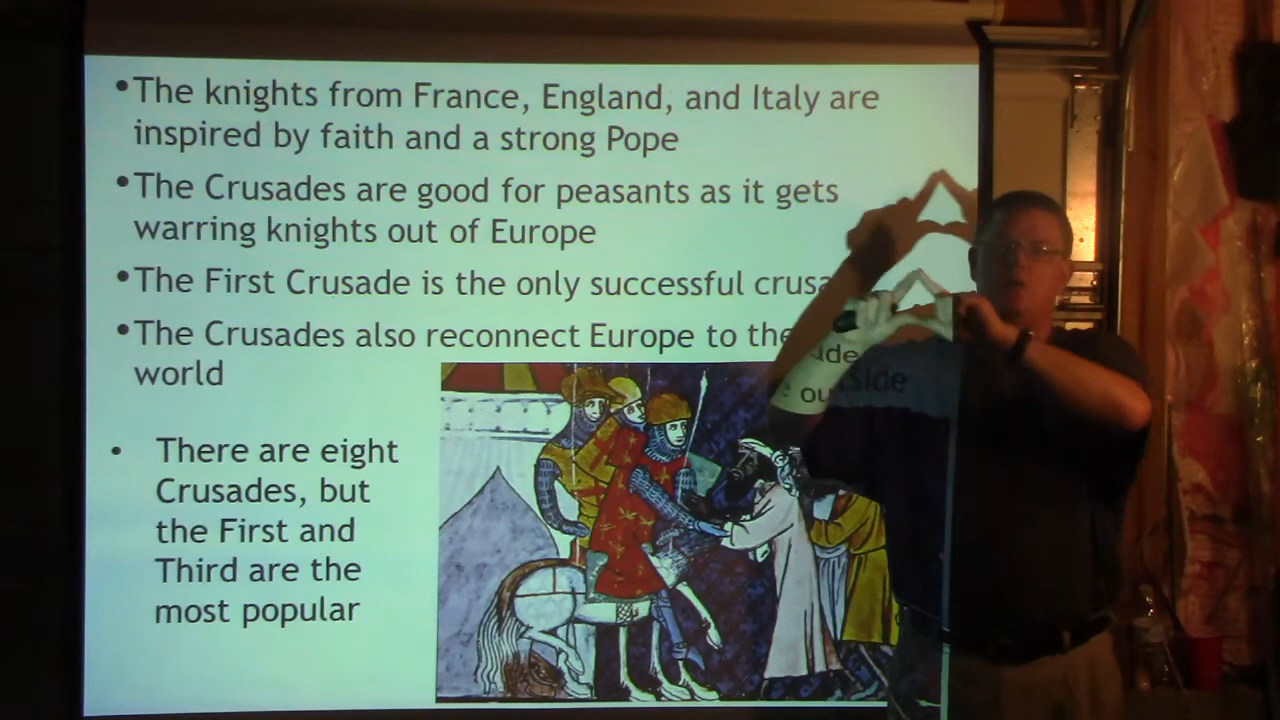 •The knights from France, England, and Italy are
inspired by faith and a strong Pope
•The Crusades are good for peasants as it gets
warring knights out of Europe
•The First Crusade is the only successful crusa
•The Crusades also reconnect Europe to the outside
world
• There are eight
Crusades, but
the First and
Third are the
most popular